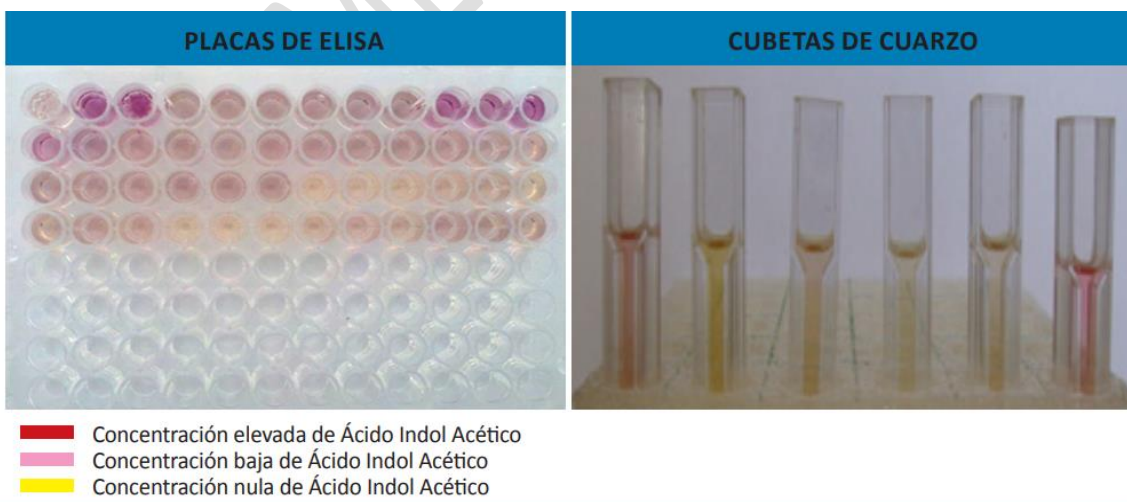 PLACAS DE ELISA
CUBETAS DE CUARZO
Concentración elevada de Ácido Indol Acético
Concentración baja de Ácido Indol Acético
Concentración nula de Ácido Indol Acético